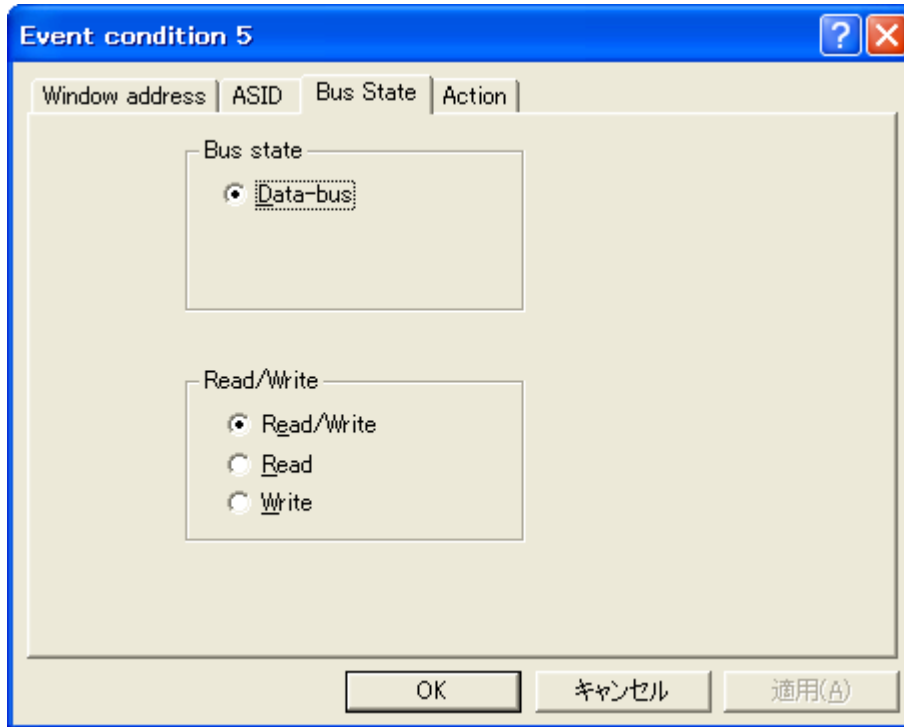 Event condition 5
Window address ASID Bus State Action
Bus state
Data-bus
Read/Write
Read/Write
Read
Write
OK キャンセル 適用(A)